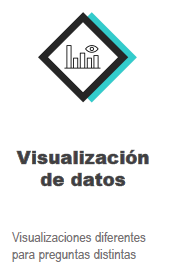 Visualización
de datos
Visualizaciones diferentes
para preguntas distintas